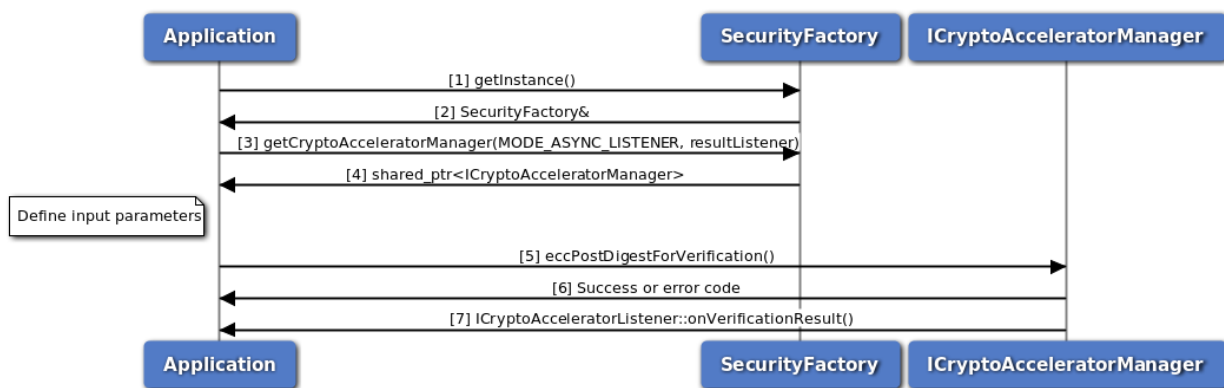 Application
SecurityFactory
ICryptoAcceleratorManager
[1] getInstance()
[2] SecurityFactory&
[3] getCryptoAcceleratorManager(MODE_ASYNC_LISTENER, resultListener)
[4] shared_ptr<ICryptoAcceleratorManager>
Define input parameters
[5] eccPostDigestForVerification()
[6] Success or error code
[7] ICryptoAcceleratorListener::onVerificationResult()
Application
SecurityFactory
ICryptoAcceleratorManager